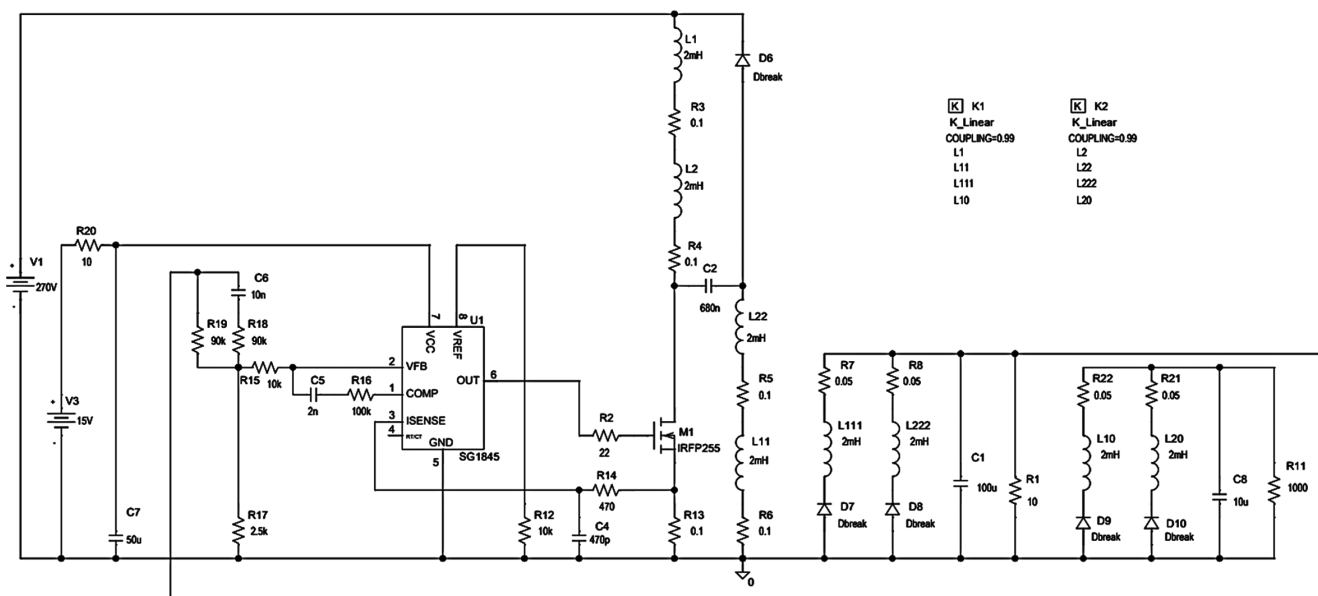 L1
2mH
D6
Dbreak
R3
0.1
L2
2mH
R4
0.1
C2
680n
K K1
K_Linear
COUPLING=0.99
L1
L11
L111
L10
K K2
K_Linear
COUPLING=0.99
L2
L22
L222
L20
R20
10
V1
270V
C6
10n
R19
90k
R18
90k
R15
10k
C5
2n
R16
100k
V3
15V
7
8
U1
VCC
VREF
2
VFB
1
COMP
3
ISENSE
4
RT/CT
GND
5
OUT
6
SG1845
R2
22
M1
IRFP255
L22
2mH
R5
0.1
L11
2mH
R6
0.1
R14
470
R13
0.1
C4
470p
R12
10k
R17
2.5k
C7
50u
0
R7
0.05
R8
0.05
L111
2mH
L222
2mH
D7
Dbreak
D8
Dbreak
C1
100u
R1
10
R22
0.05
R21
0.05
L10
2mH
L20
2mH
D9
Dbreak
D10
Dbreak
C8
10u
R11
1000